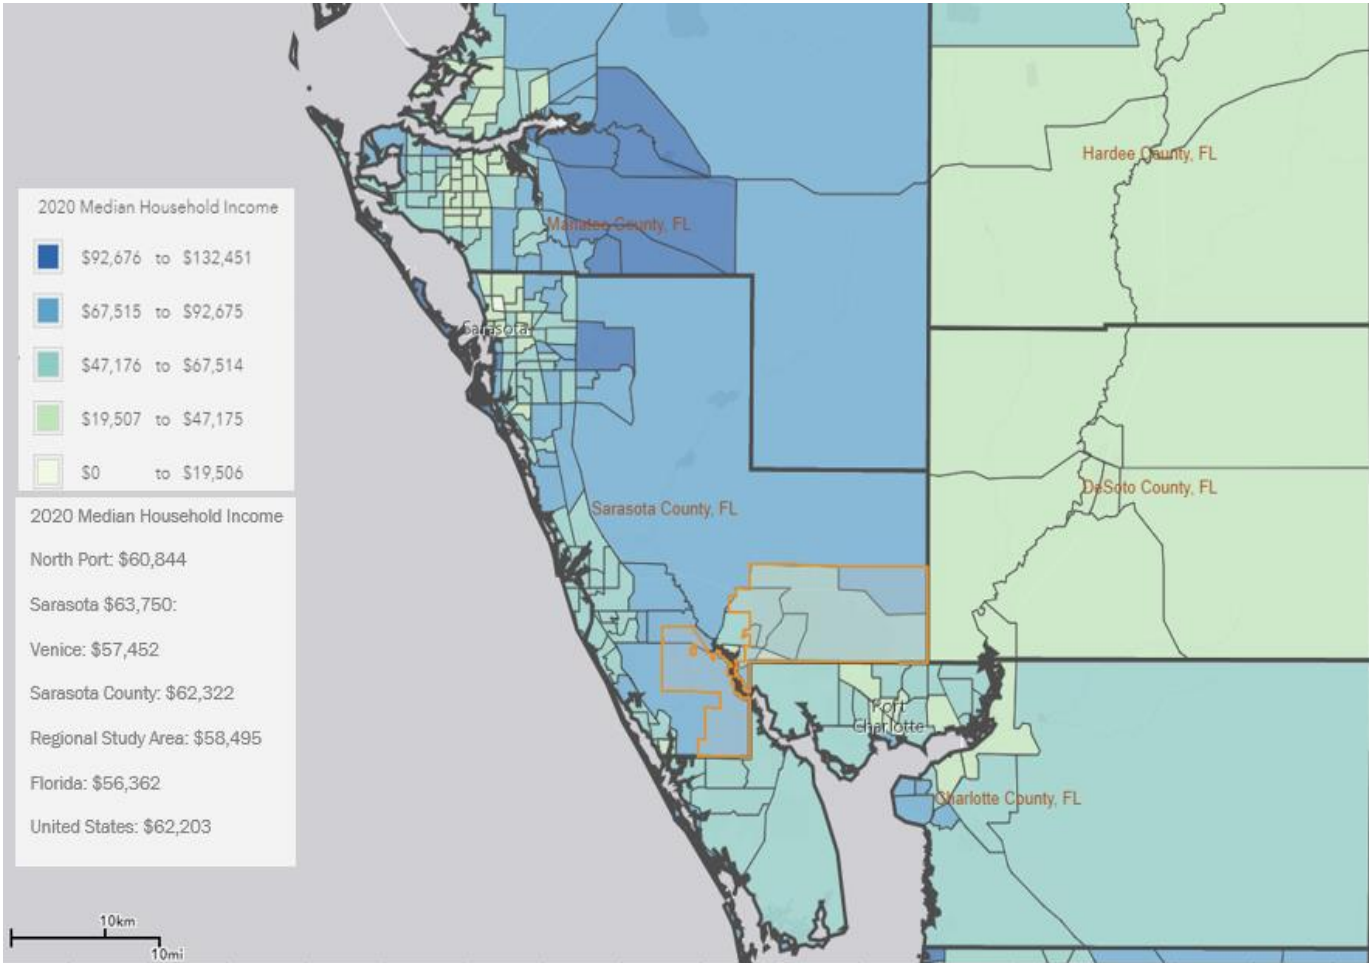 2020 Median Household Income
$92,676 to $132,451
$67,515 to $92,675
$47,176 to $67,514
$19,507 to $47,175
$0 to $19,506
2020 Median Household Income
North Port: $60,844
Sarasota $63,750:
Venice: $57,452
Sarasota County: $62,322
Regional Study Area: $58,495
Florida: $56,362
United States: $62,203
10km
10mi
Hardee County, FL
Manatee County, FL
Sarasota
DeSoto County, FL
Sarasota County, FL
Port
Charlotte
Charlotte County, FL